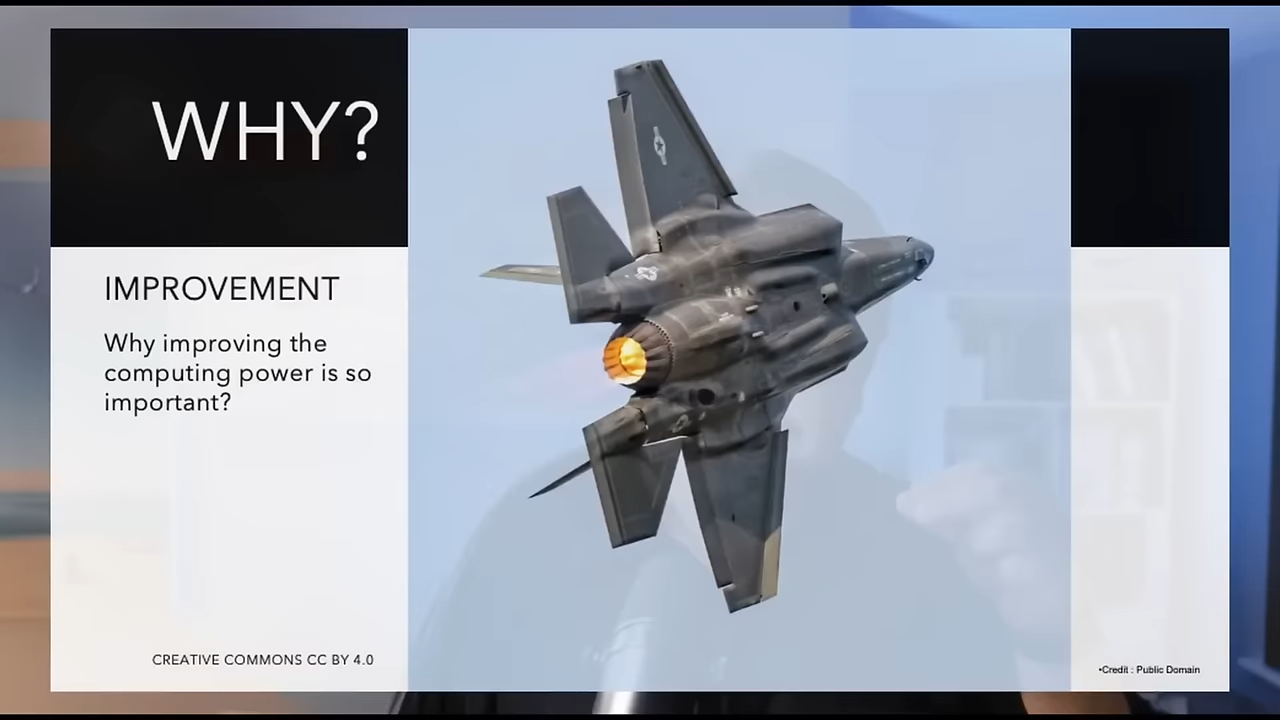 WHY?
IMPROVEMENT
Why improving the
computing power is so
important?
CREATIVE COMMONS CC BY 4.0
•Credit : Public Domain